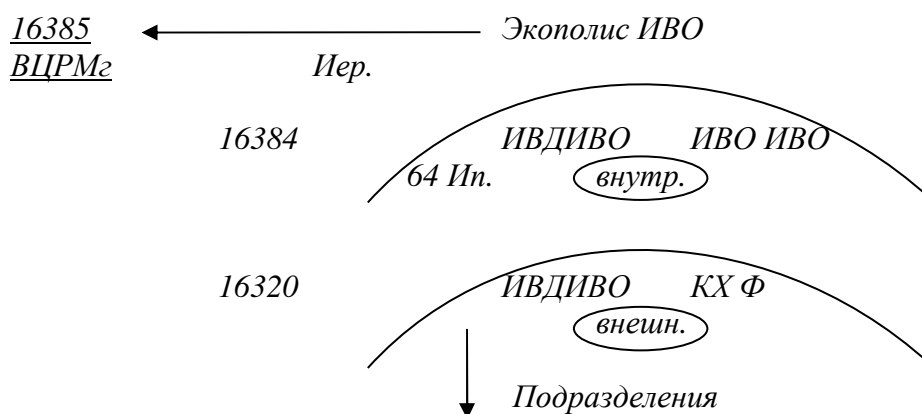 16385 Экополис ИВО
ВЦРМг Иер.
16384 ИВДИВО ИВО ИВО
64 Ип. внутр.
16320 ИВДИВО КХ Ф
внешн.
Подразделения